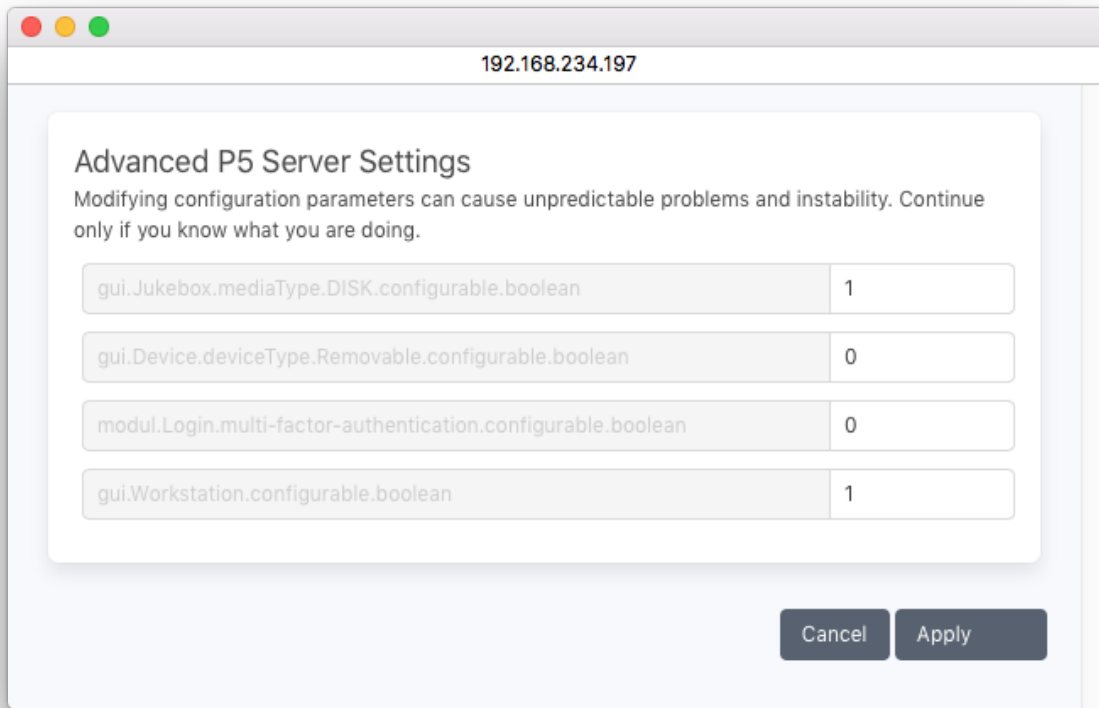 192.168.234.197
Advanced P5 Server Settings
Modifying configuration parameters can cause unpredictable problems and instability. Continue
only if you know what you are doing.
gui.Jukebox.mediaType.DISK.configurable.boolean 1
gui.Device.deviceType.Removable.configurable.boolean 0
modul.Login.multi-factor-authentication.configurable.boolean 0
gui.Workstation.configurable.boolean 1
Cancel Apply